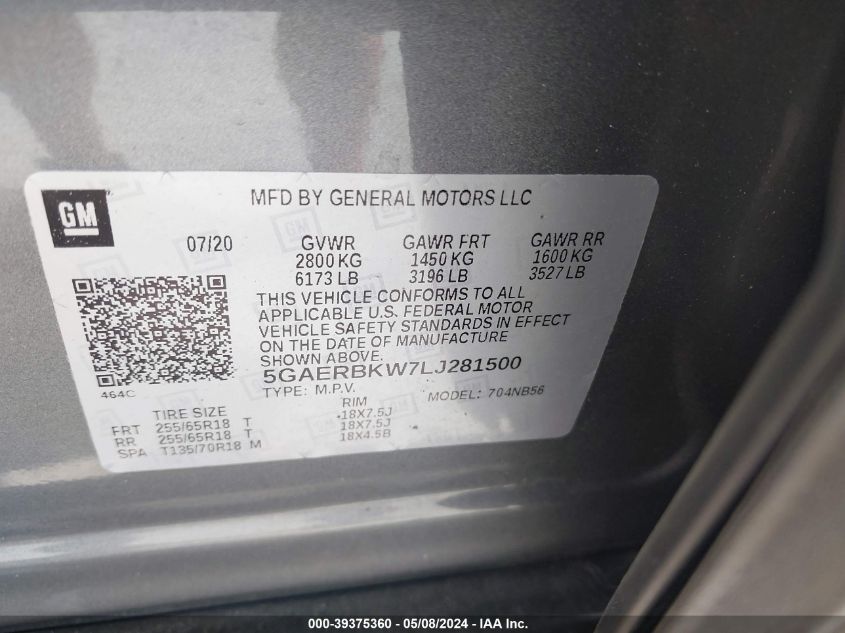 GM
MFD BY GENERAL MOTORS LLC
07/20 GVWR GAWR FRT GAWR RR
2800 KG 1450 KG 1600 KG
6173 LB 3196 LB 3527 LB
THIS VEHICLE CONFORMS TO ALL
APPLICABLE U.S. FEDERAL MOTOR
VEHICLE SAFETY STANDARDS IN EFFECT
ON THE DATE OF MANUFACTURE
SHOWN ABOVE.
5GAERBKW7LJ281500
464C TYPE: M.P.V. MODEL: 704NB56
TIRE SIZE RIM
FRT 255/65R18 T 18X7.5J
RR 255/65R18 T 18X7.5J
SPA T135/70R18 M 18X4.5B
000-39375360 - 05/08/2024 - IAA Inc.